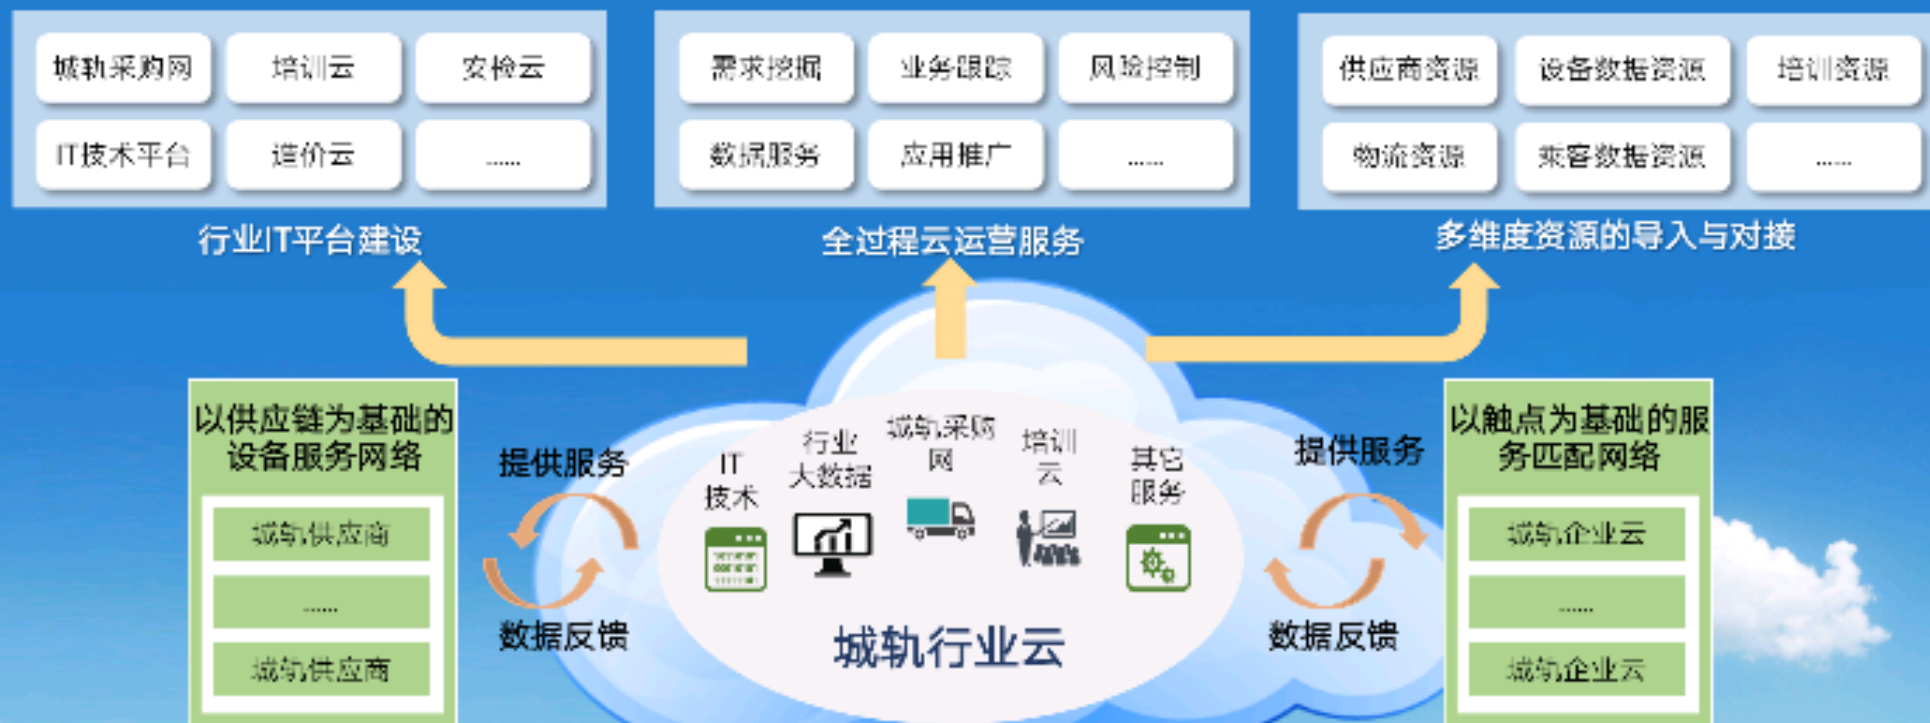 城轨采购网 培训云 安检云
IT技术平台 造价云 ......
行业IT平台建设
需求挖掘 业务跟踪 风险控制
数据服务 应用推广 ......
全过程云运营服务
供应商资源 设备数据资源 培训资源
物流资源 乘客数据资源 ......
多维度资源的导入与对接
以供应链为基础的
设备服务网络
城轨供应商
......
城轨供应商
提供服务
数据反馈
IT
技术
行业
大数据
城轨采购
网
培训
云
其它
服务
城轨行业云
提供服务
数据反馈
以触点为基础的服
务匹配网络
城轨企业云
......
城轨企业云